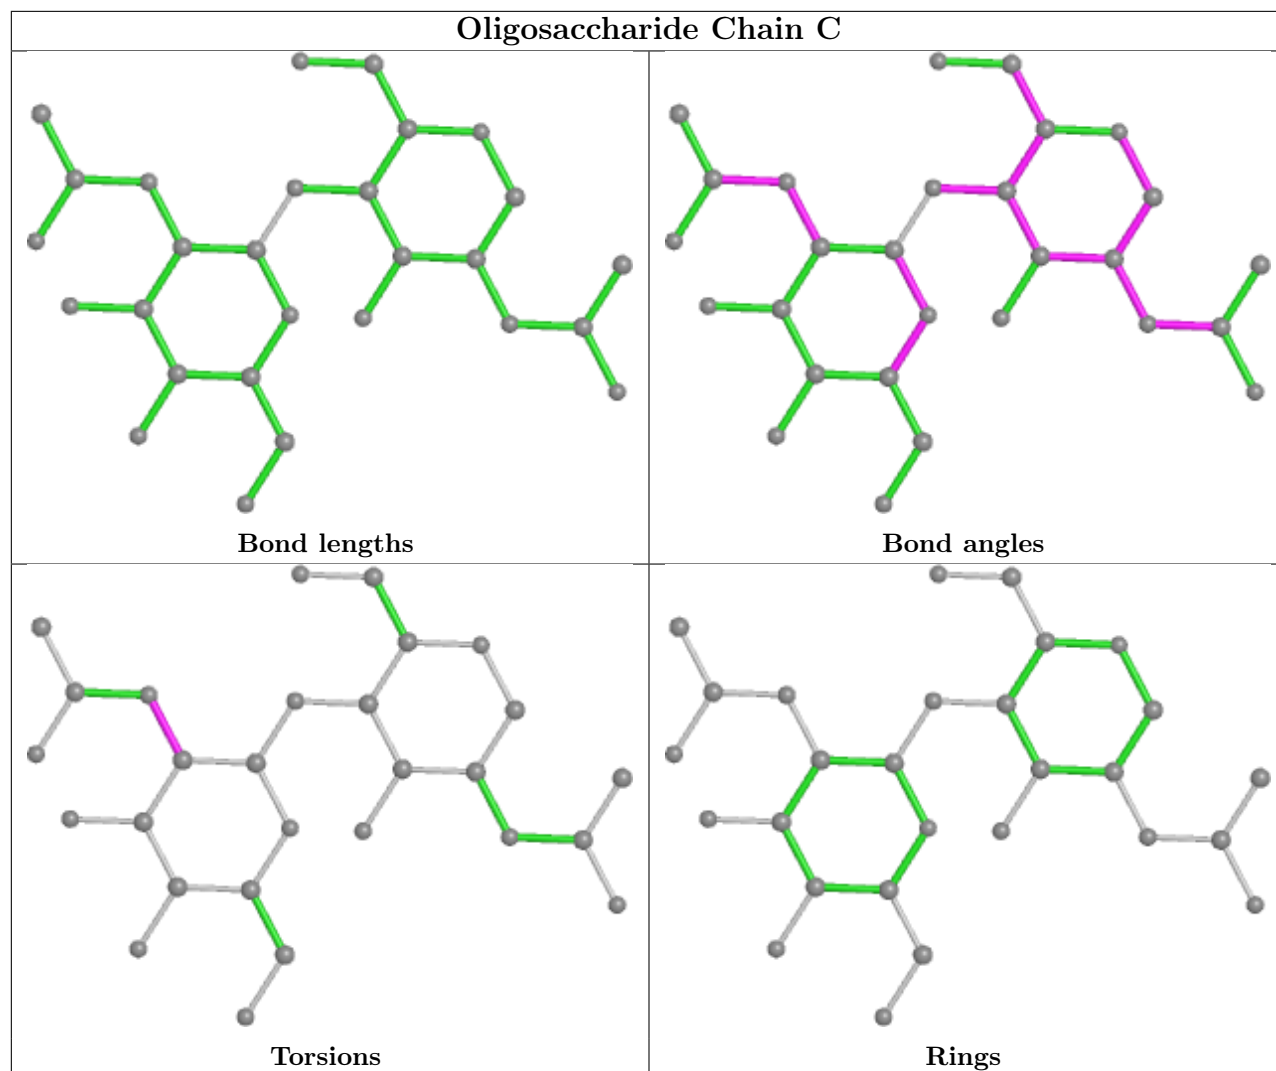 Oligosaccharide Chain C
Bond lengths
Bond angles
Torsions
Rings